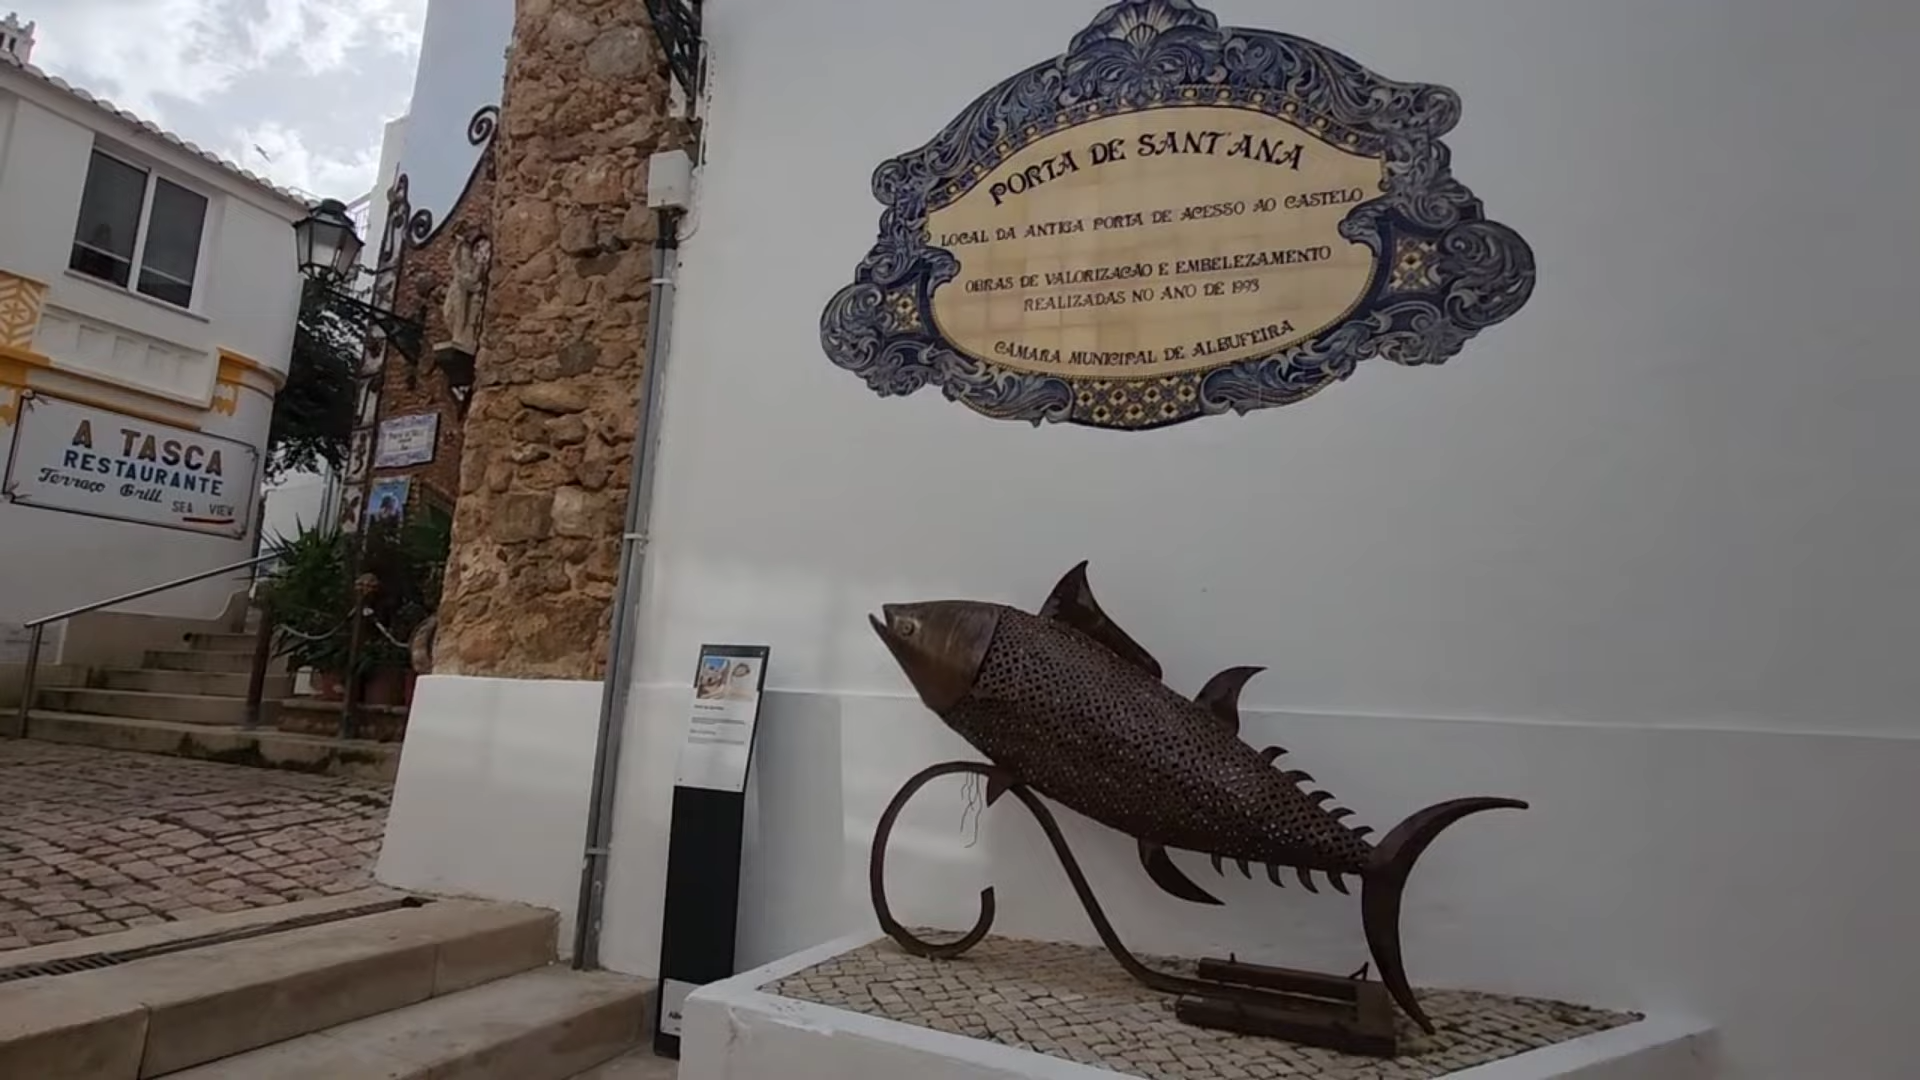 PORTA DE SANT'ANA
LOCAL DA ANTIGA PORTA DE ACESSO AO CASTELO
OBRAS DE VALORIZAÇÃO E EMBELEZAMENTO
REALIZADAS NO ANO DE 1993
CÂMARA MUNICIPAL DE ALBUFEIRA
A TASCA
RESTAURANTE
Terraço Grill
SEA VIEW